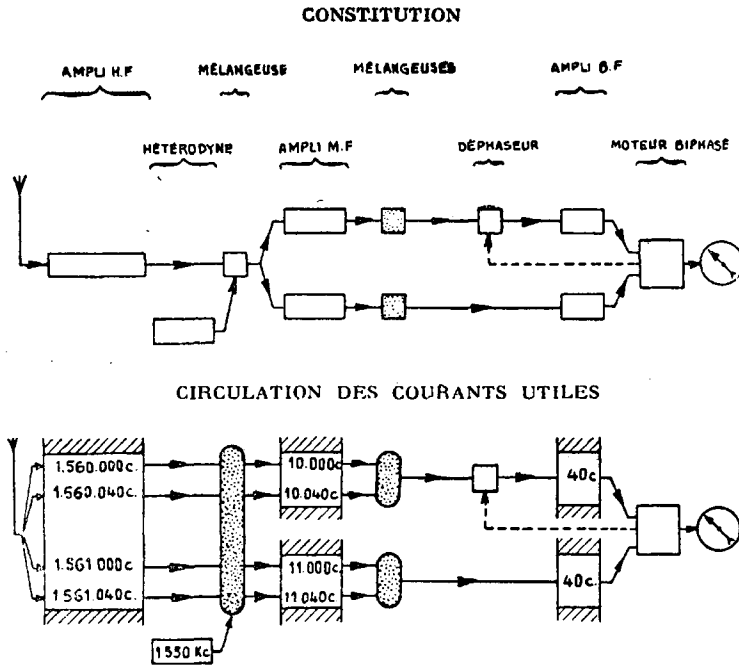 CONSTITUTION
AMPLI H.F MÉLANGEUSE MÉLANGEUSES AMPLI B.F
HÉTÉRODYNE AMPLI M.F DÉPHASEUR MOTEUR BIPHASÉ
CIRCULATION DES COURANTS UTILES
1.560.000c. 10.000c
1.560.040c. 10.040c. 40c
1.561.000c 11.000c.
1.561.040c. 11.040c 40c.
1550 Kc